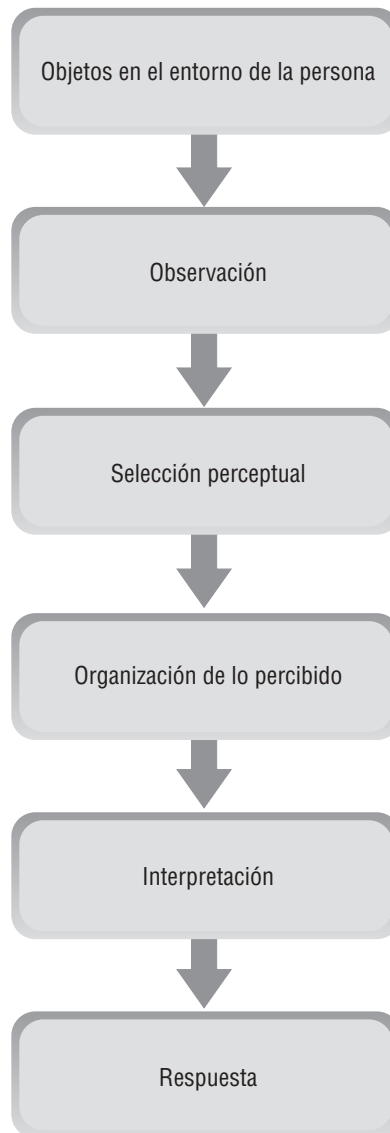 Objetos en el entorno de la persona
Observación
Selección perceptual
Organización de lo percibido
Interpretación
Respuesta